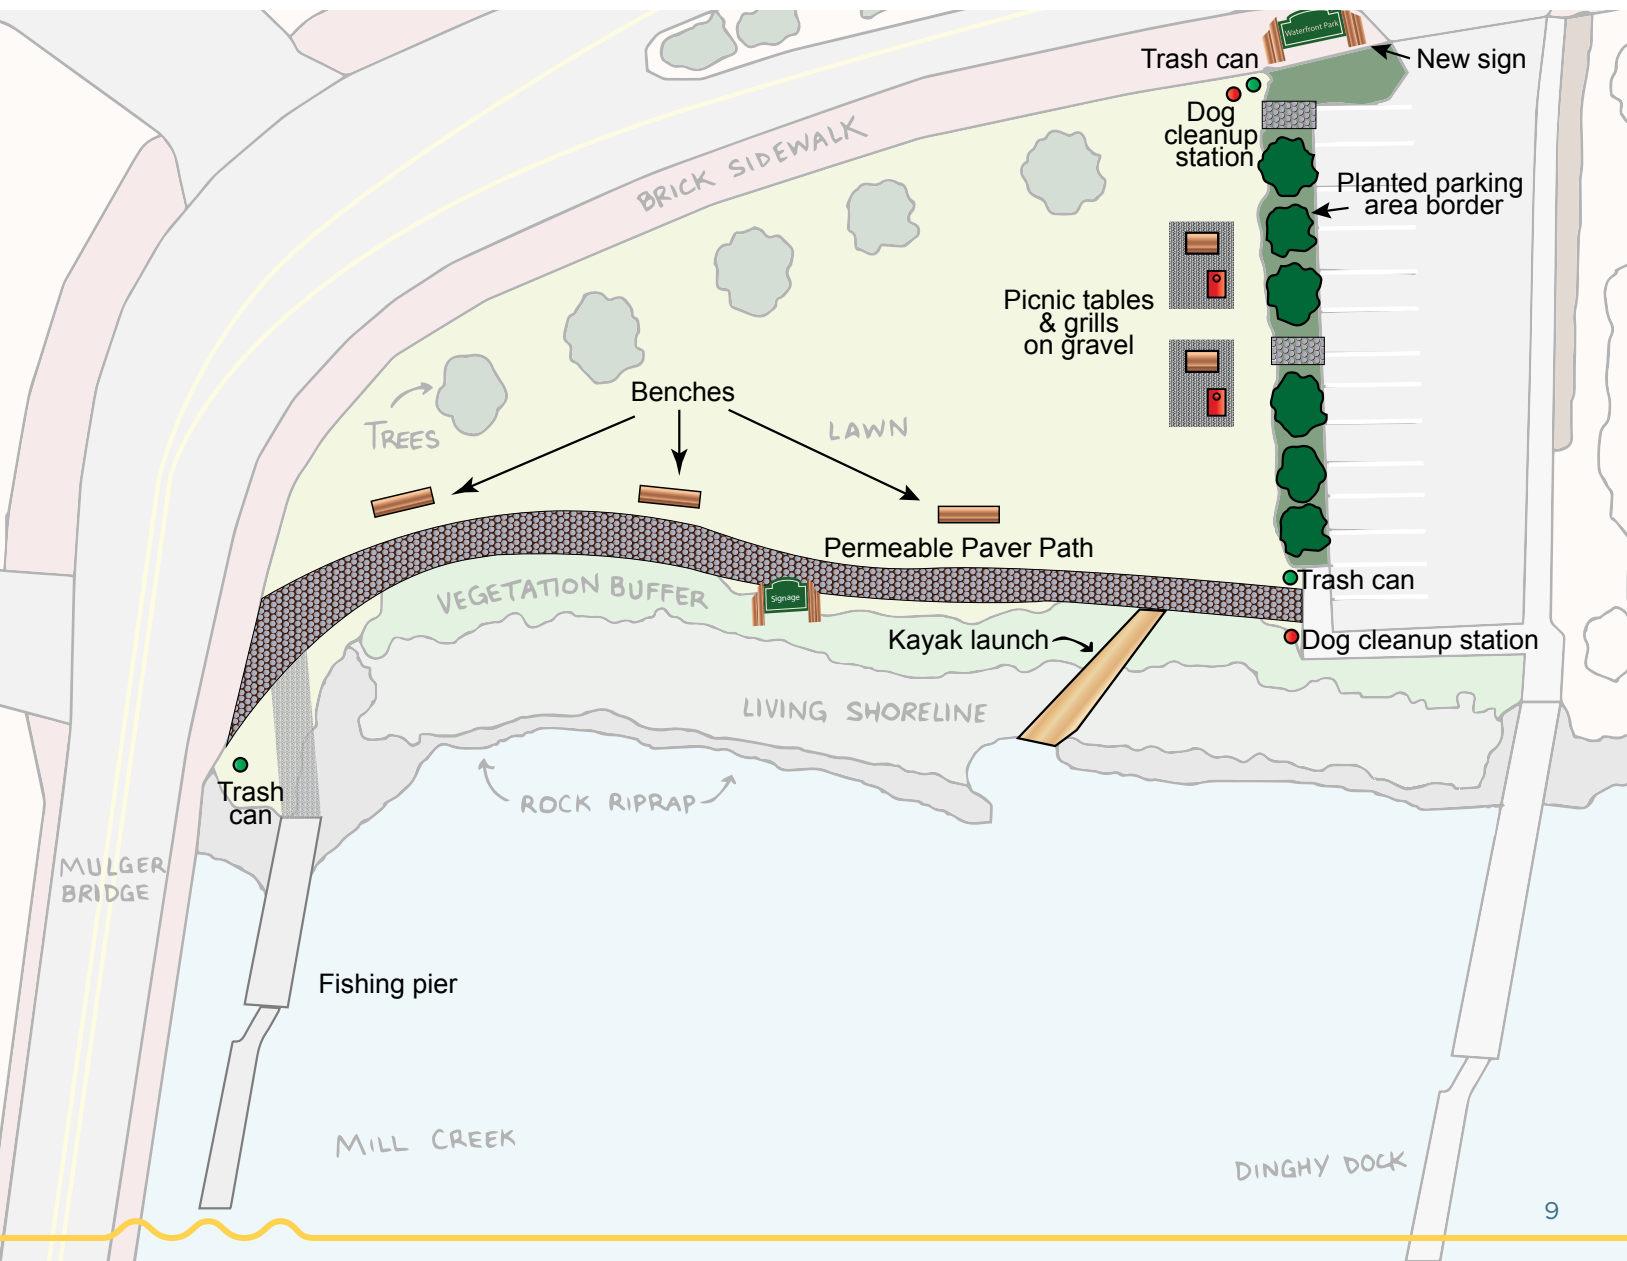 Waterfront Park
Trash can
New sign
Dog
cleanup
station
BRICK SIDEWALK
Planted parking
area border
Picnic tables
& grills
on gravel
Benches
TREES
LAWN
Permeable Paver Path
VEGETATION BUFFER
Signage
Trash can
Kayak launch
Dog cleanup station
LIVING SHORELINE
ROCK RIPRAP
Trash
can
MULGER
BRIDGE
Fishing pier
MILL CREEK
DINGHY DOCK
9